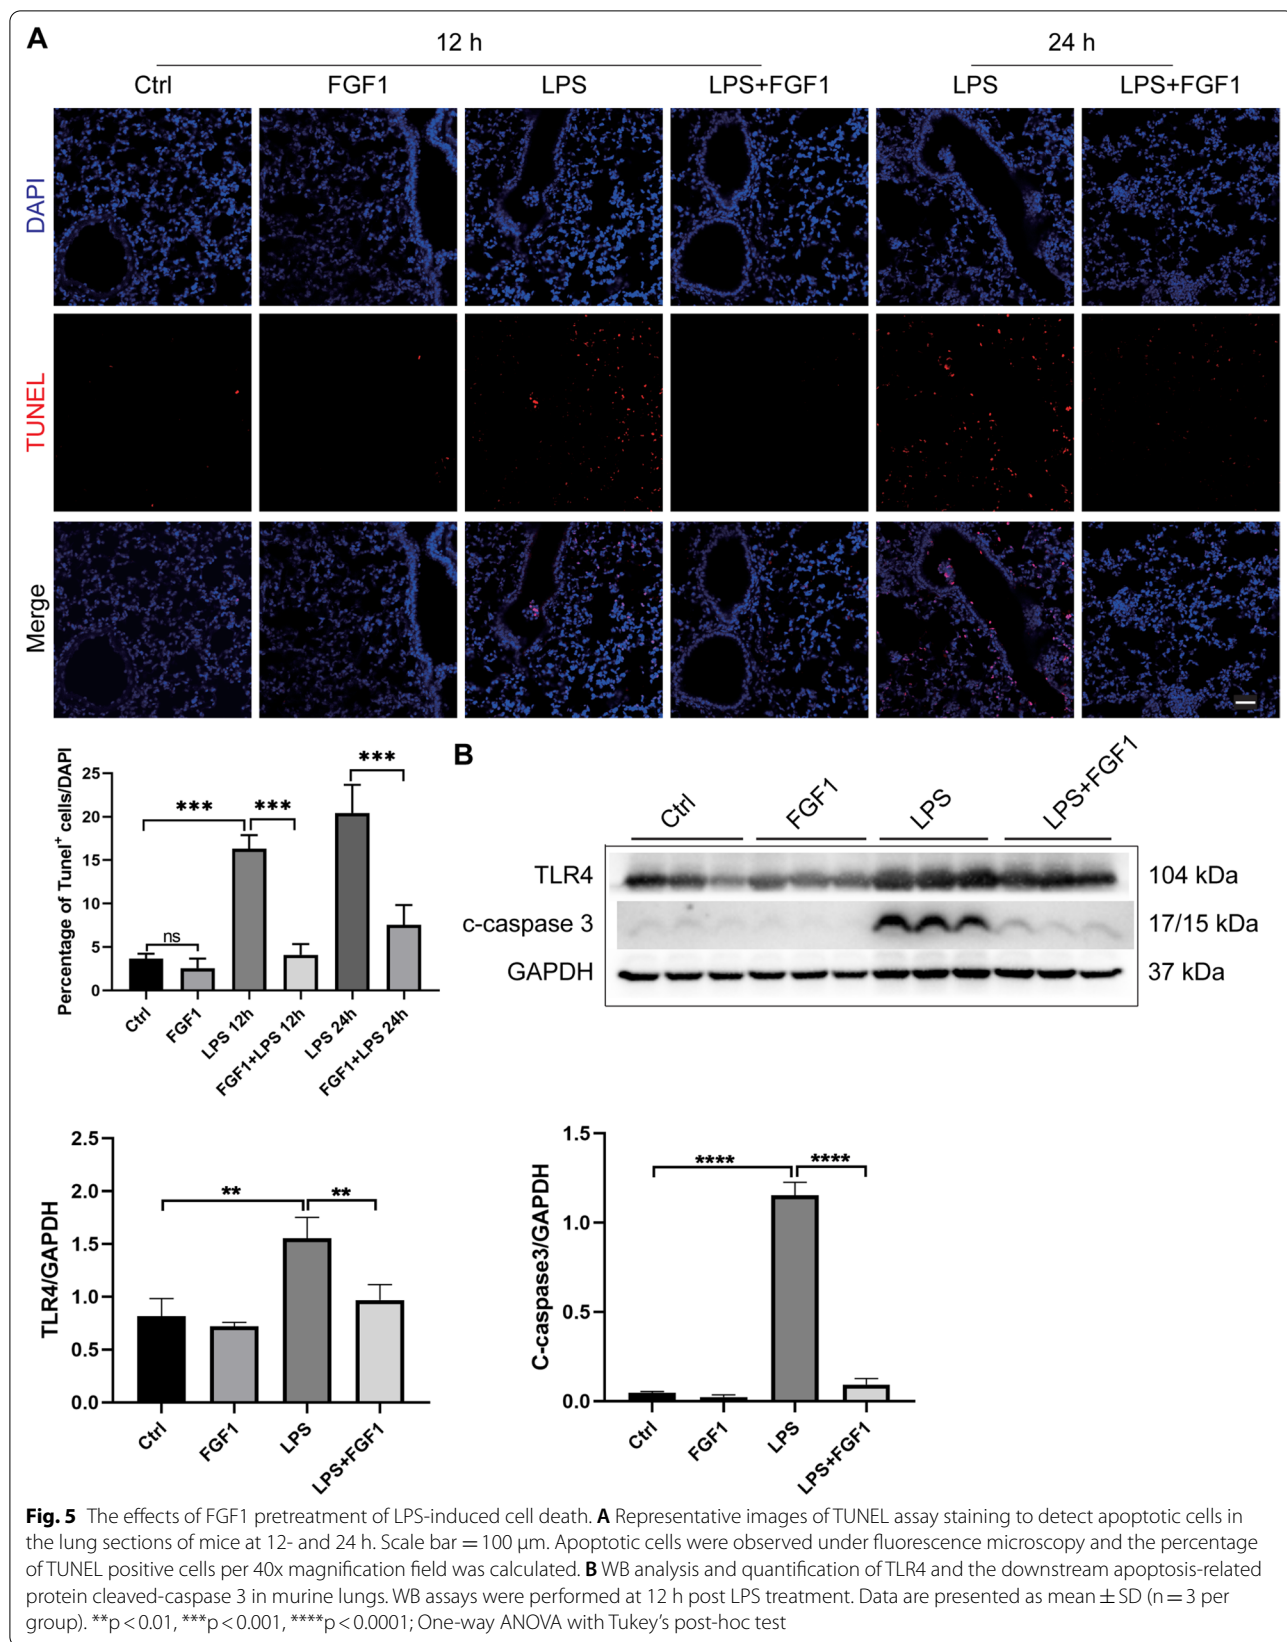 A
12 h
24 h
Ctrl
FGF1
LPS
LPS+FGF1
LPS
LPS+FGF1
DAPI
TUNEL
Merge
Percentage of Tunel⁺ cells/DAPI
25
20
15
10
5
0
ns
***
***
***
Ctrl
FGF1
LPS 12h
FGF1+LPS 12h
LPS 24h
FGF1+LPS 24h
B
Ctrl
FGF1
LPS
LPS+FGF1
TLR4
104 kDa
c-caspase 3
17/15 kDa
GAPDH
37 kDa
TLR4/GAPDH
2.5
2.0
1.5
1.0
0.5
0.0
**
**
Ctrl
FGF1
LPS
LPS+FGF1
C-caspase3/GAPDH
1.5
1.0
0.5
0.0
****
****
Ctrl
FGF1
LPS
LPS+FGF1
Fig. 5 The effects of FGF1 pretreatment of LPS-induced cell death. A Representative images of TUNEL assay staining to detect apoptotic cells in
the lung sections of mice at 12- and 24 h. Scale bar = 100 μm. Apoptotic cells were observed under fluorescence microscopy and the percentage
of TUNEL positive cells per 40x magnification field was calculated. B WB analysis and quantification of TLR4 and the downstream apoptosis-related
protein cleaved-caspase 3 in murine lungs. WB assays were performed at 12 h post LPS treatment. Data are presented as mean ± SD (n = 3 per
group). **p < 0.01, ***p < 0.001, ****p < 0.0001; One-way ANOVA with Tukey's post-hoc test